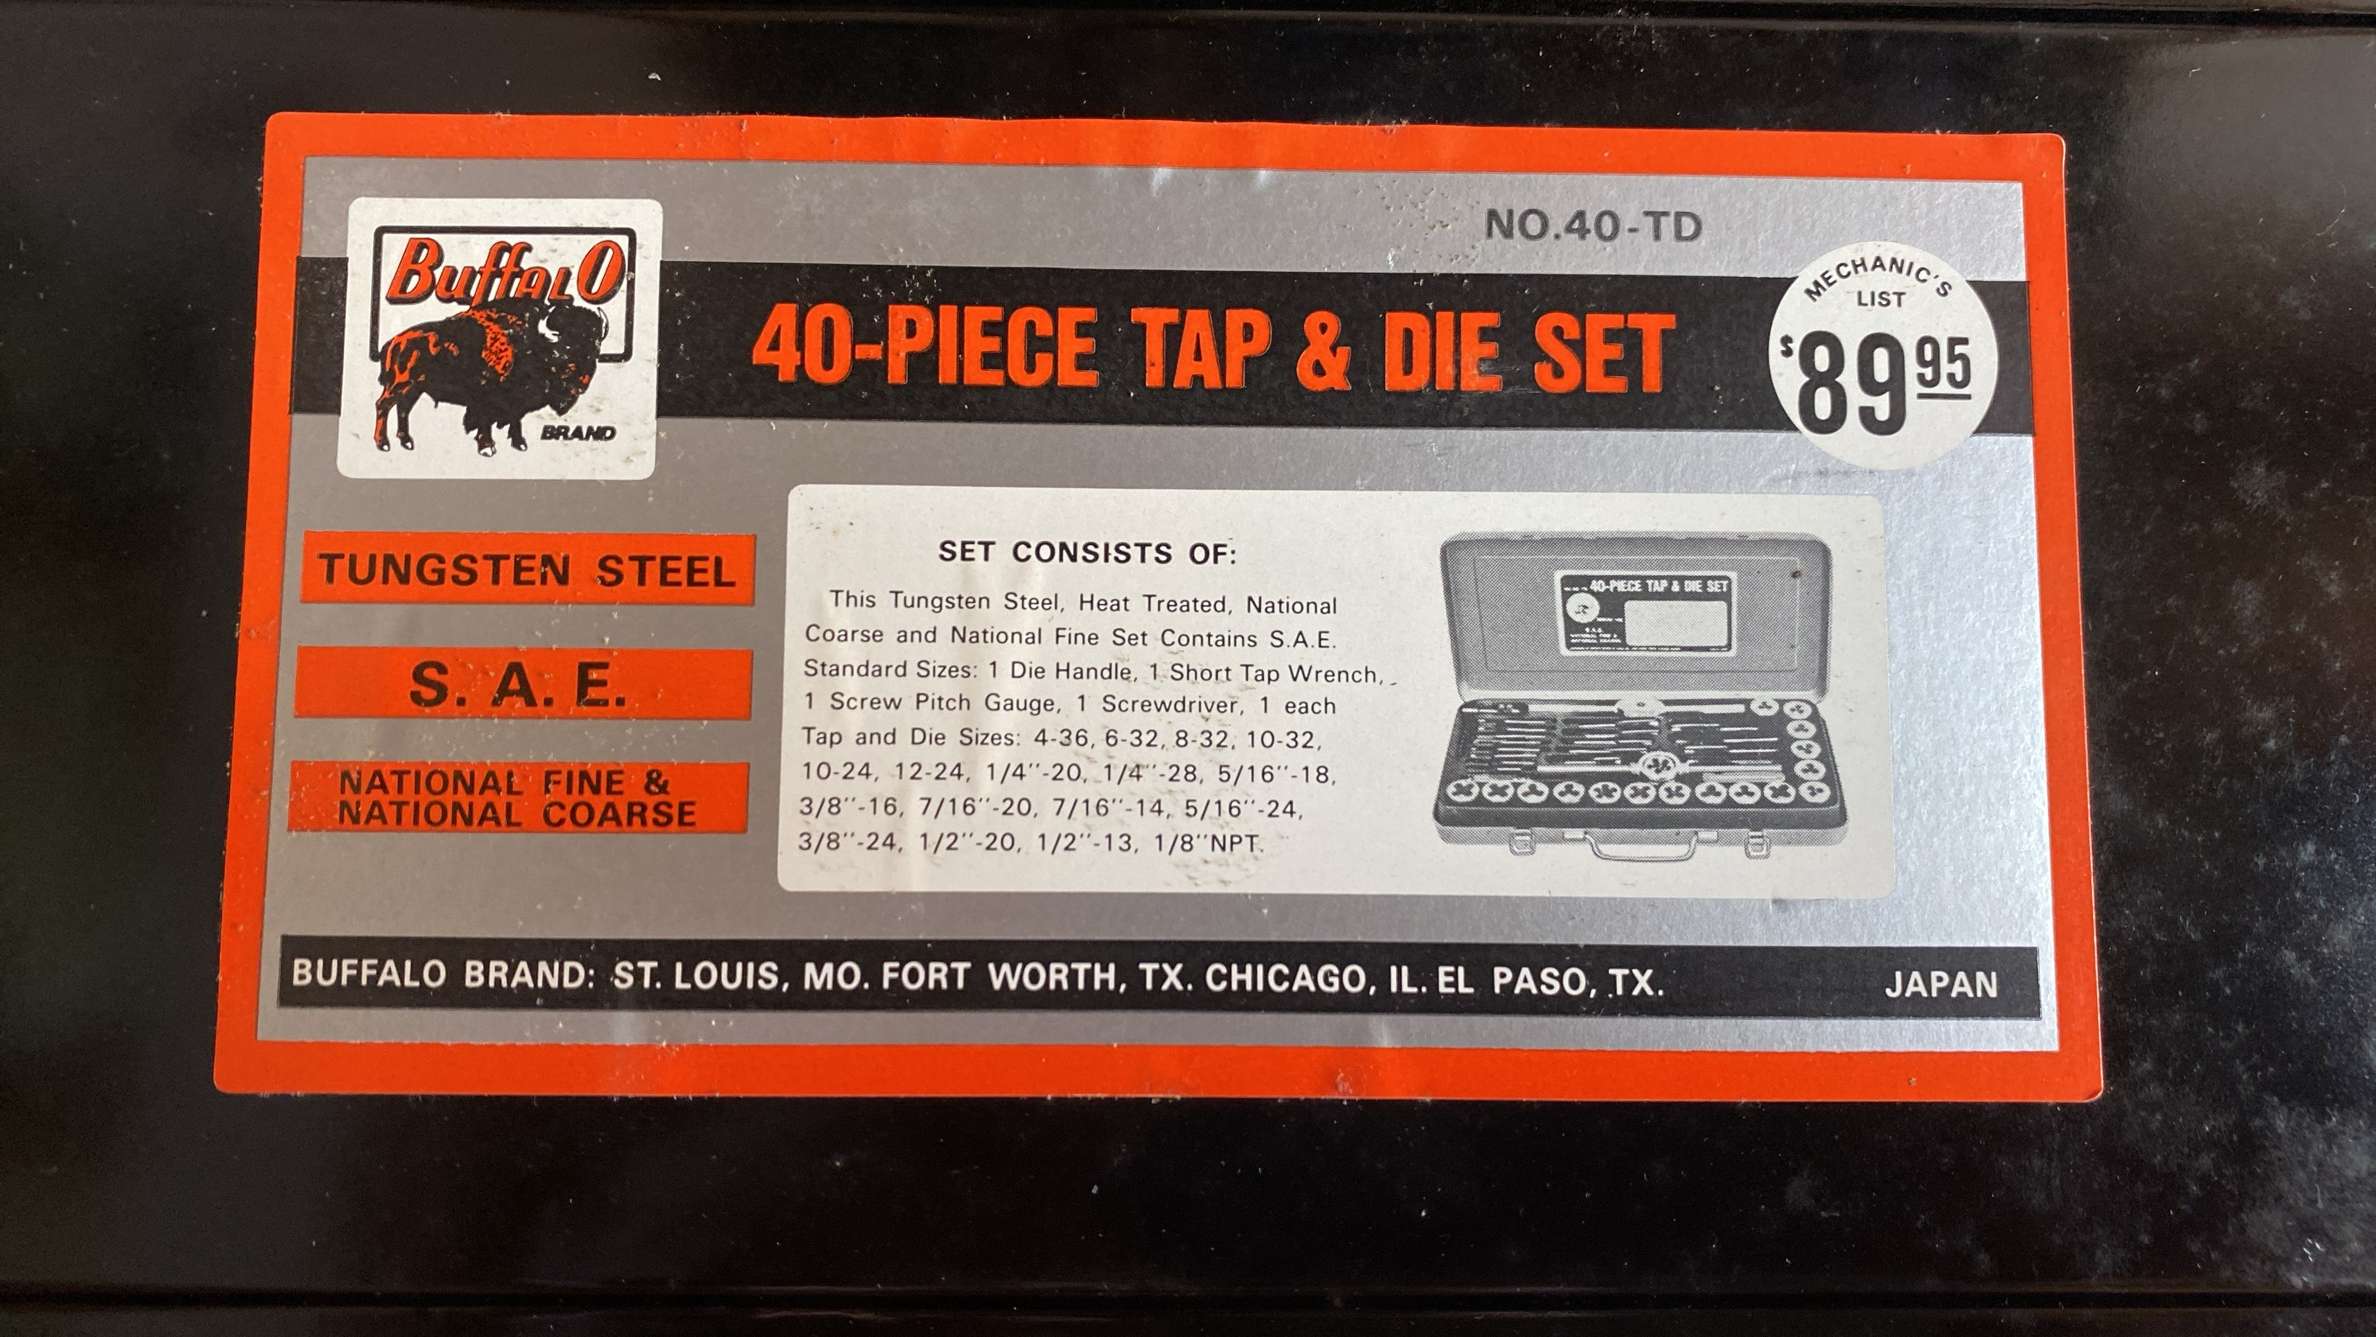 NO.40-TD
Buffalo
BRAND
40-PIECE TAP & DIE SET
MECHANIC'S
LIST
$89 95
TUNGSTEN STEEL
S. A. E.
NATIONAL FINE &
NATIONAL COARSE
SET CONSISTS OF:
This Tungsten Steel, Heat Treated, National
Coarse and National Fine Set Contains S.A.E.
Standard Sizes: 1 Die Handle, 1 Short Tap Wrench,
1 Screw Pitch Gauge, 1 Screwdriver, 1 each
Tap and Die Sizes: 4-36, 6-32, 8-32, 10-32,
10-24, 12-24, 1/4''-20, 1/4''-28, 5/16''-18,
3/8''-16, 7/16''-20, 7/16''-14, 5/16''-24,
3/8''-24, 1/2''-20, 1/2''-13, 1/8''NPT.
40-PIECE TAP & DIE SET
BUFFALO BRAND: ST. LOUIS, MO. FORT WORTH, TX. CHICAGO, IL. EL PASO, TX. JAPAN